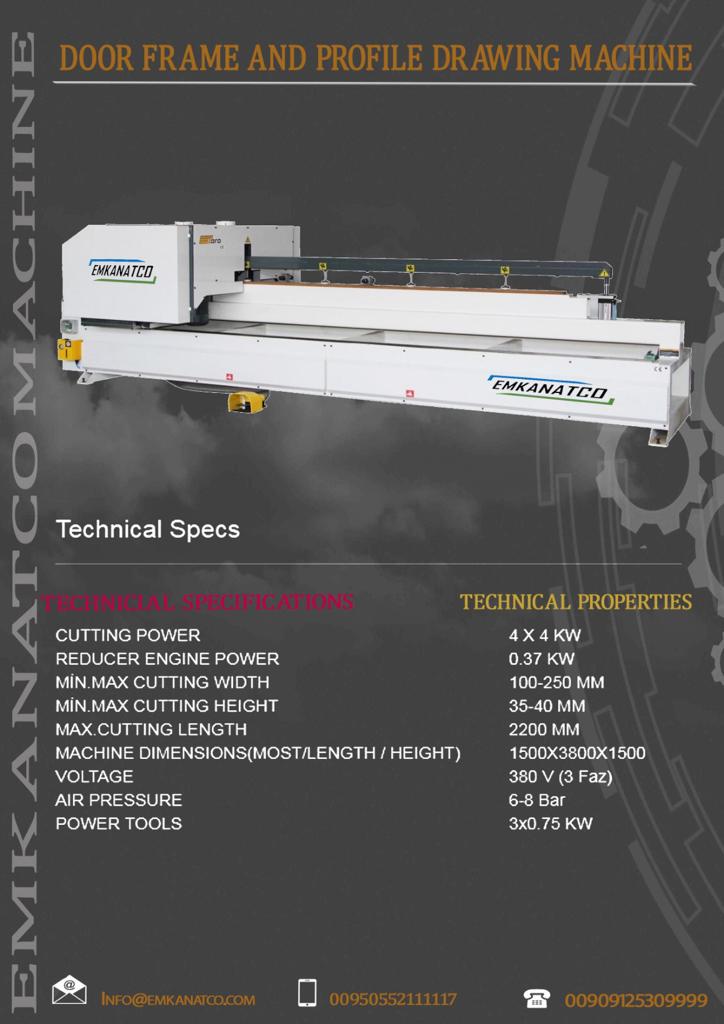 EMKANATCO MACHINE
DOOR FRAME AND PROFILE DRAWING MACHINE
EMKANATCO
EMKANATCO
Technical Specs
TECHNICIAL SPECIFICATIONS TECHNICAL PROPERTIES
CUTTING POWER 4 X 4 KW
REDUCER ENGINE POWER 0.37 KW
MİN.MAX CUTTING WIDTH 100-250 MM
MİN.MAX CUTTING HEIGHT 35-40 MM
MAX.CUTTING LENGTH 2200 MM
MACHINE DIMENSIONS(MOST/LENGTH / HEIGHT) 1500X3800X1500
VOLTAGE 380 V (3 Faz)
AIR PRESSURE 6-8 Bar
POWER TOOLS 3x0.75 KW
INFO@EMKANATCO.COM 00950552111117 00909125309999